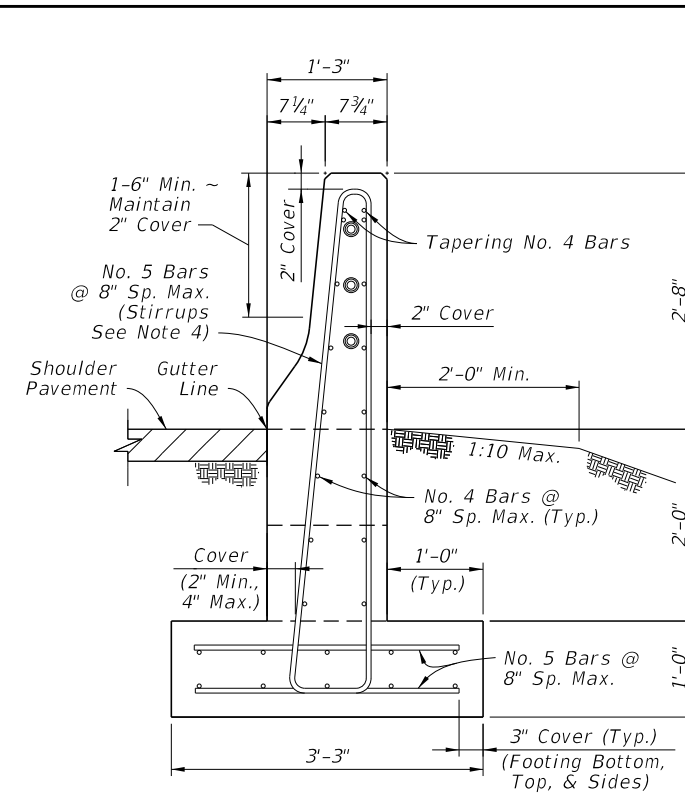 1'-3"
7¼" 7¾"
1-6" Min. ~
Maintain
2" Cover
2" Cover
Tapering No. 4 Bars
No. 5 Bars
@ 8" Sp. Max.
(Stirrups
See Note 4)
2'-8"
2" Cover
Shoulder
Pavement
Gutter
Line
2'-0" Min.
1:10 Max.
No. 4 Bars @
8" Sp. Max. (Typ.)
2'-0"
Cover
(2" Min.,
4" Max.)
1'-0"
(Typ.)
No. 5 Bars @
8" Sp. Max.
1'-0"
3" Cover (Typ.)
(Footing Bottom,
Top, & Sides)
3'-3"